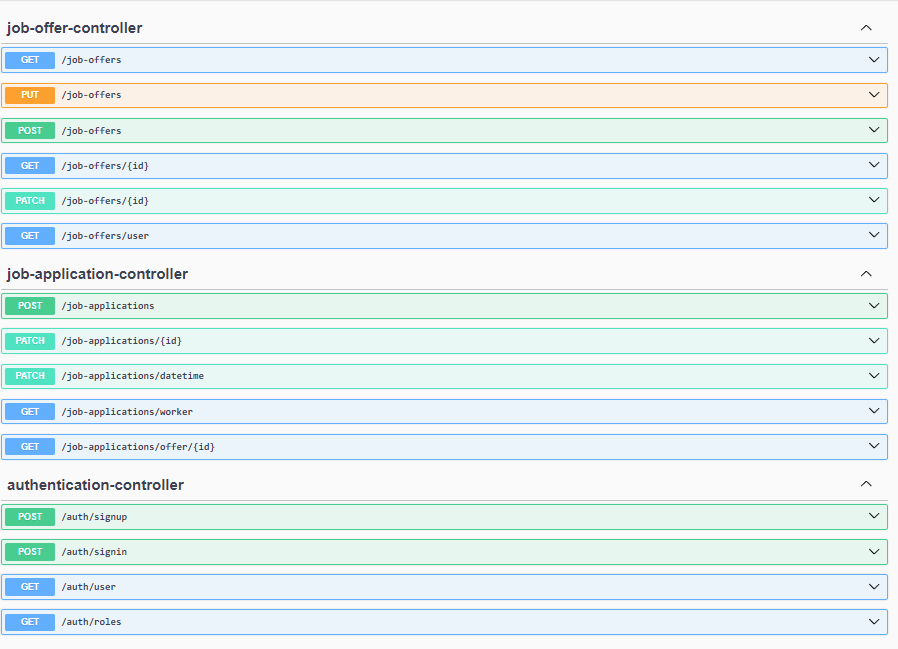 job-offer-controller
GET /job-offers
PUT /job-offers
POST /job-offers
GET /job-offers/{id}
PATCH /job-offers/{id}
GET /job-offers/user
job-application-controller
POST /job-applications
PATCH /job-applications/{id}
PATCH /job-applications/datetime
GET /job-applications/worker
GET /job-applications/offer/{id}
authentication-controller
POST /auth/signup
POST /auth/signin
GET /auth/user
GET /auth/roles